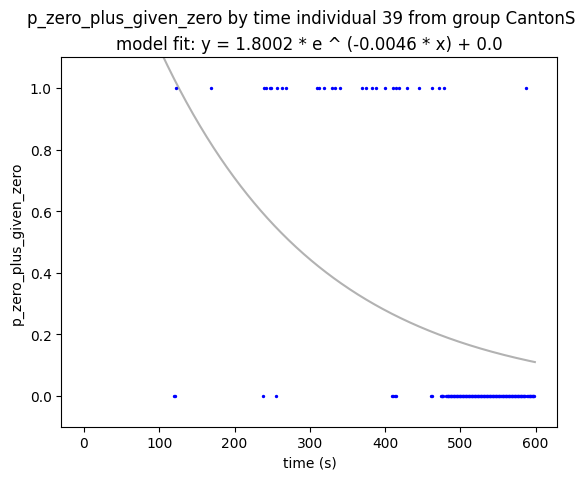 p_zero_plus_given_zero by time individual 39 from group CantonS
model fit: y = 1.8002 * e ^ (-0.0046 * x) + 0.0
1.0
0.8
0.6
0.4
0.2
0.0
p_zero_plus_given_zero
0 100 200 300 400 500 600
time (s)